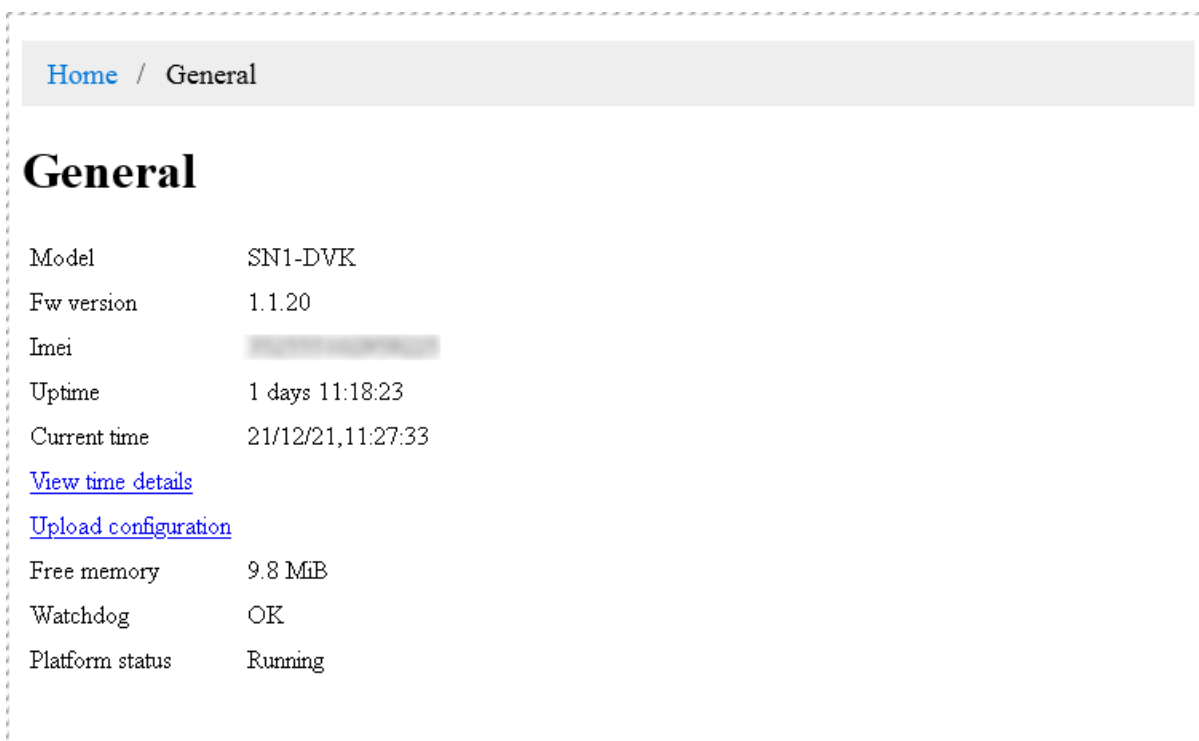 Home / General
General
Model SN1-DVK
Fw version 1.1.20
Imei
Uptime 1 days 11:18:23
Current time 21/12/21,11:27:33
View time details
Upload configuration
Free memory 9.8 MiB
Watchdog OK
Platform status Running